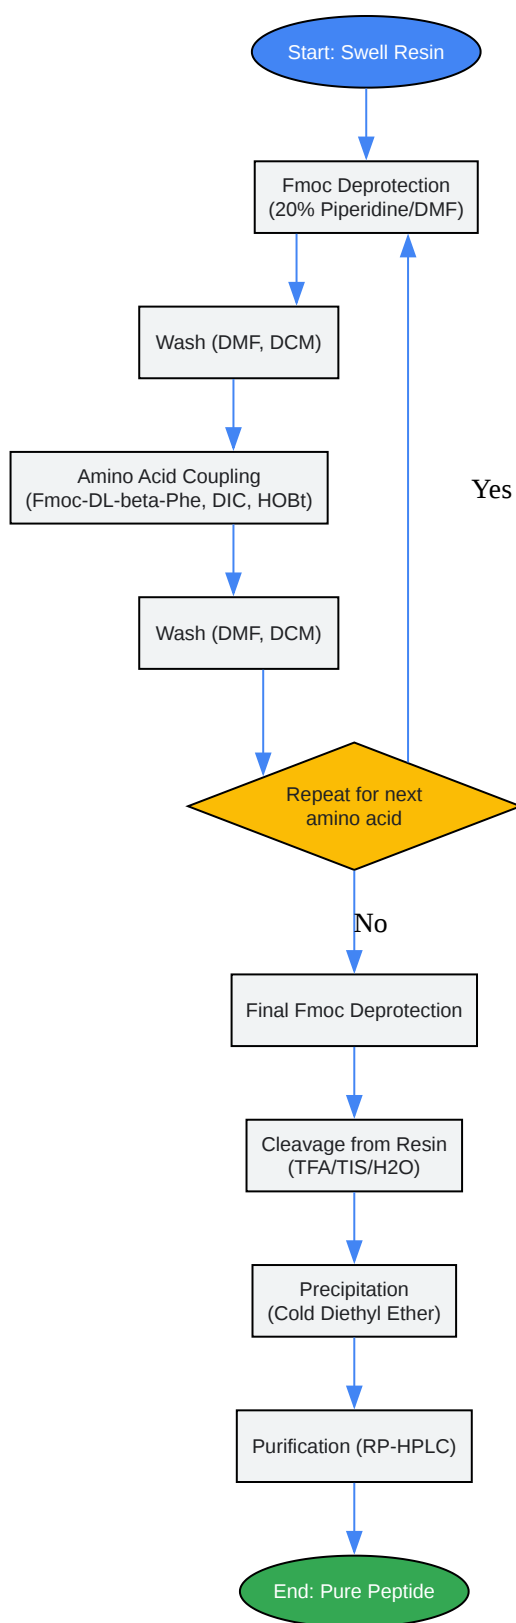 Start: Swell Resin
Fmoc Deprotection
(20% Piperidine/DMF)
Wash (DMF, DCM)
Amino Acid Coupling
(Fmoc-DL-beta-Phe, DIC, HOBt)
Yes
Wash (DMF, DCM)
Repeat for next
amino acid
No
Final Fmoc Deprotection
Cleavage from Resin
(TFA/TIS/H2O)
Precipitation
(Cold Diethyl Ether)
Purification (RP-HPLC)
End: Pure Peptide